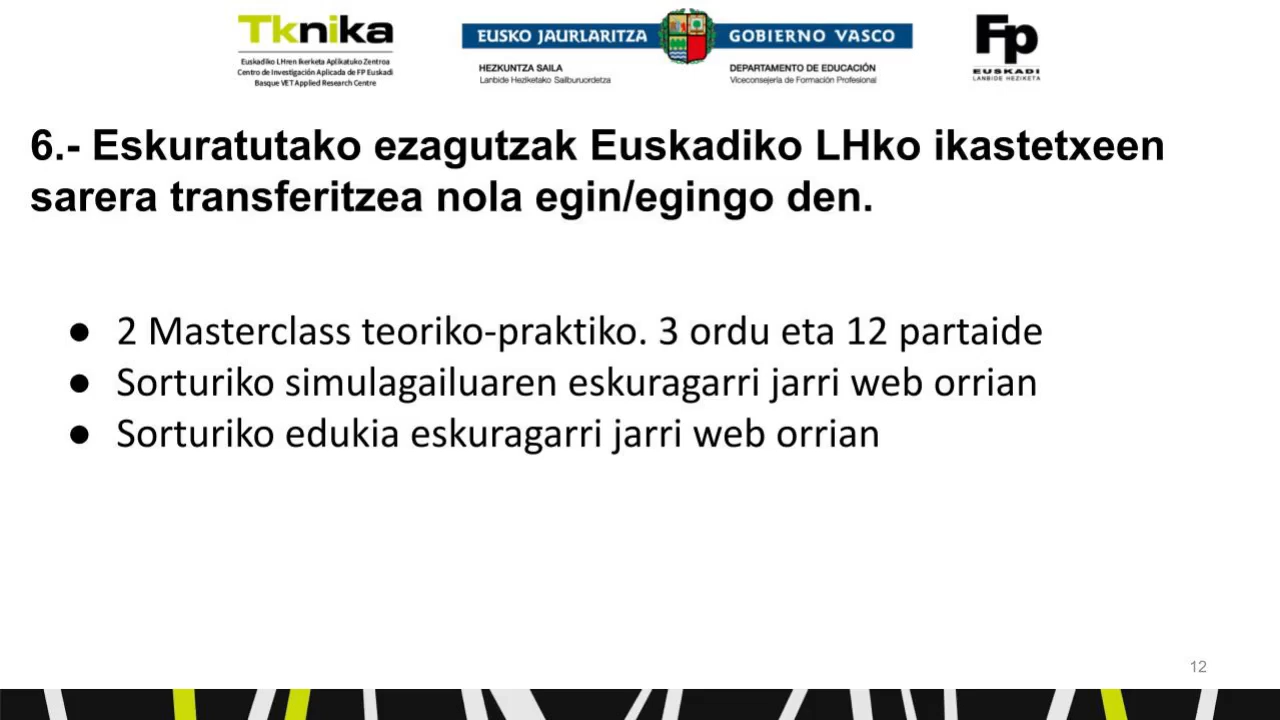 Tknika
Euskadiko LHren Ikerketa Aplikatuko Zentroa
Centro de Investigación Aplicada de FP Euskadi
Basque VET Applied Research Centre
EUSKO JAURLARITZA GOBIERNO VASCO
HEZKUNTZA SAILA
Lanbide Heziketako Sailburuordetza
DEPARTAMENTO DE EDUCACIÓN
Viceconsejería de Formación Profesional
Fp
EUSKADI
LANBIDE HEZIKETA
6.- Eskuratutako ezagutzak Euskadiko LHko ikastetxeen
sarera transferitzea nola egin/egingo den.
● 2 Masterclass teoriko-praktiko. 3 ordu eta 12 partaide
● Sorturiko simulagailuaren eskuragarri jarri web orrian
● Sorturiko edukia eskuragarri jarri web orrian
12